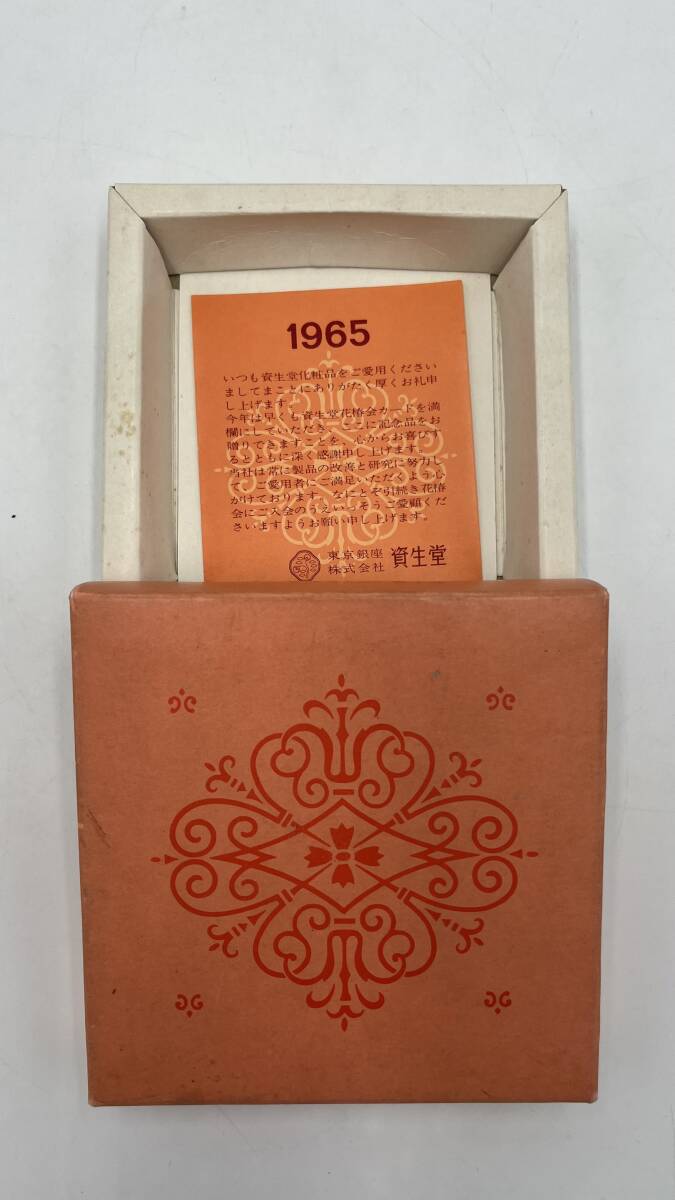 1965
いつも資生堂化粧品をご愛用ください
ましてまことにありがたく厚くお礼申
し上げます。
今年は早くも資生堂花椿会カードを満
欄にしていただき、ここに記念品をお
贈りできますことを、心からお喜びす
るとともに深く感謝申し上げます。
当社は常に製品の改善と研究に努力し
て、ご愛用者にご満足いただくよう心
がけております。なにとぞ引続き花椿
会にご入会のうえいっそうご愛顧くだ
さいますようお願い申し上げます。
東京銀座
株式会社 資生堂